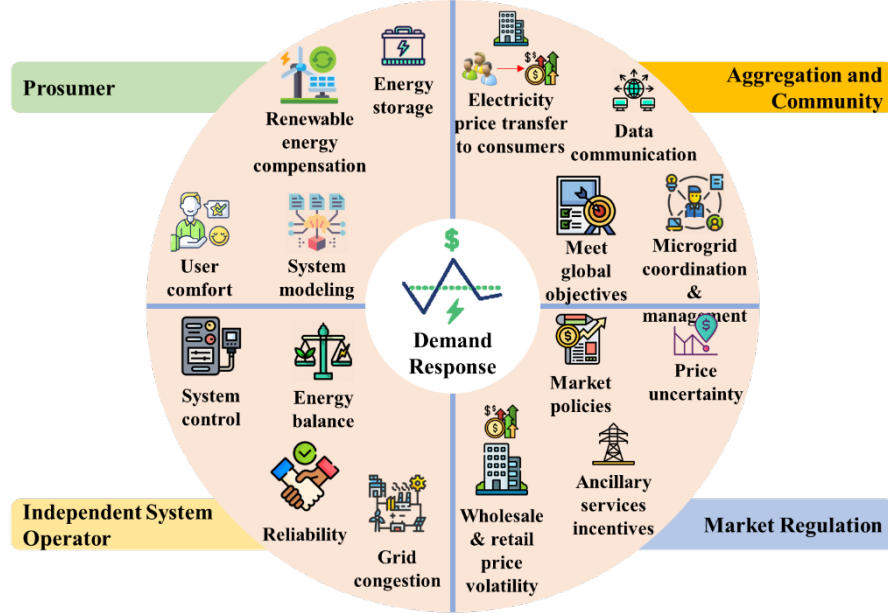 Prosumer
Renewable
energy
compensation
Energy
storage
User
comfort
System
modeling
Electricity
price transfer
to consumers
Data
communication
Meet
global
objectives
Microgrid
coordination
&
management
Aggregation and
Community
$
Demand
Response
System
control
Energy
balance
Reliability
Grid
congestion
Independent System
Operator
Market
policies
Price
uncertainty
Wholesale
& retail
price
volatility
Ancillary
services
incentives
Market Regulation